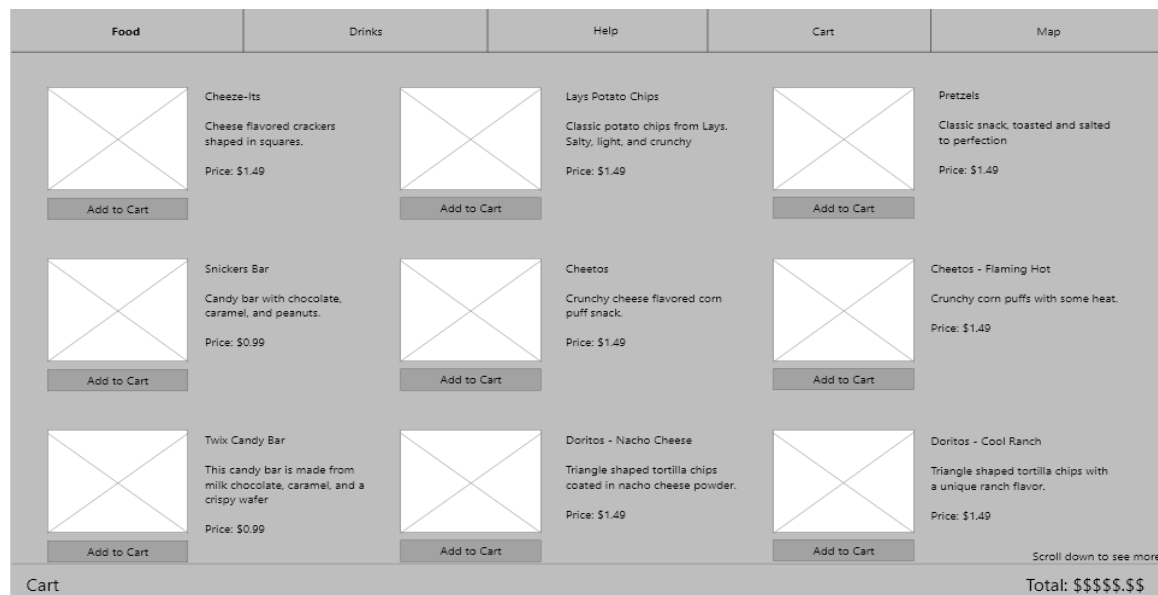 Food
Drinks
Help
Cart
Map
Cheeze-Its
Cheese flavored crackers
shaped in squares.
Price: $1.49
Add to Cart
Lays Potato Chips
Classic potato chips from Lays.
Salty, light, and crunchy
Price: $1.49
Add to Cart
Pretzels
Classic snack, toasted and salted
to perfection
Price: $1.49
Add to Cart
Snickers Bar
Candy bar with chocolate,
caramel, and peanuts.
Price: $0.99
Add to Cart
Cheetos
Crunchy cheese flavored corn
puff snack.
Price: $1.49
Add to Cart
Cheetos - Flaming Hot
Crunchy corn puffs with some heat.
Price: $1.49
Add to Cart
Twix Candy Bar
This candy bar is made from
milk chocolate, caramel, and a
crispy wafer
Price: $0.99
Add to Cart
Doritos - Nacho Cheese
Triangle shaped tortilla chips
coated in nacho cheese powder.
Price: $1.49
Add to Cart
Doritos - Cool Ranch
Triangle shaped tortilla chips with
a unique ranch flavor.
Price: $1.49
Add to Cart
Scroll down to see more
Cart
Total: $$$$$.$$